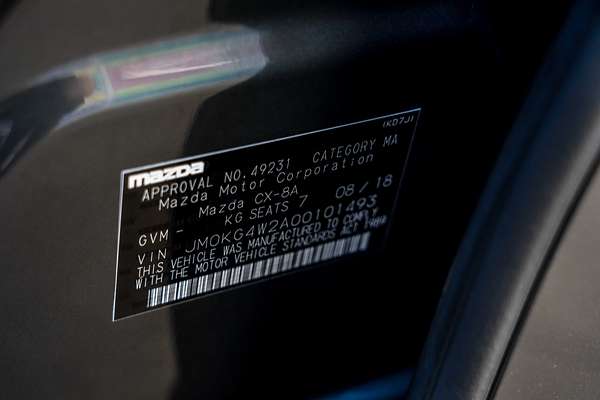 (KD7J)
mazda
APPROVAL NO.49231 CATEGORY MA
Mazda Motor Corporation
Mazda CX-8A
GVM - KG SEATS 7 08/18
VIN JM0KG4W2A00101493
THIS VEHICLE WAS MANUFACTURED TO COMPLY
WITH THE MOTOR VEHICLE STANDARDS ACT 1989